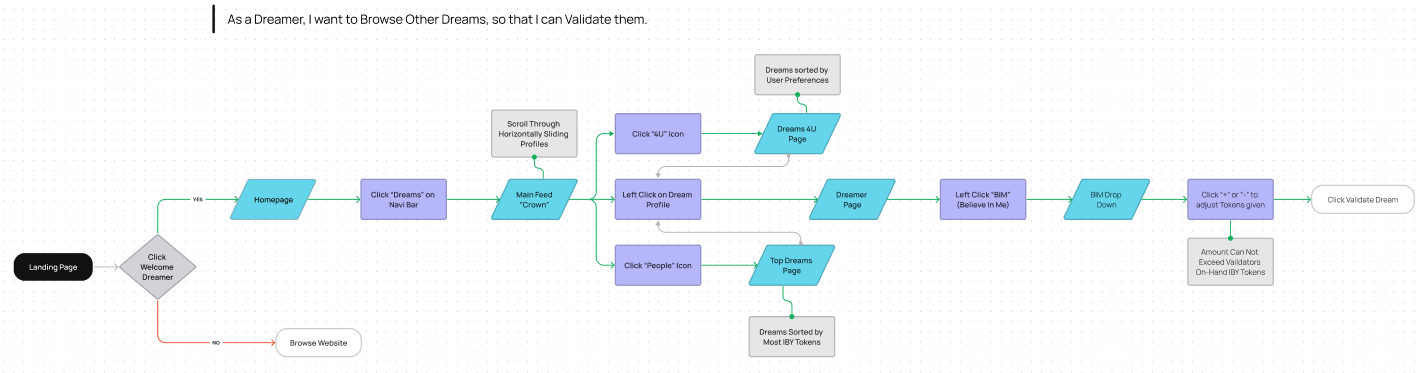 As a Dreamer, I want to Browse Other Dreams, so that I can Validate them.
Landing Page
Click
Welcome
Dreamer
YES
NO
Browse Website
Homepage
Click "Dreams" on
Navi Bar
Scroll Through
Horizontally Sliding
Profiles
Main Feed
"Crown"
Click "4U" Icon
Dreams sorted by
User Preferences
Dreams 4U
Page
Left Click on Dream
Profile
Click "People" Icon
Top Dreams
Page
Dreams Sorted by
Most IBY Tokens
Dreamer
Page
Left Click "BIM"
(Believe In Me)
BIM Drop
Down
Click "+" or "-" to
adjust Tokens given
Amount Can Not
Exceed Vaildators
On-Hand IBY Tokens
Click Validate Dream